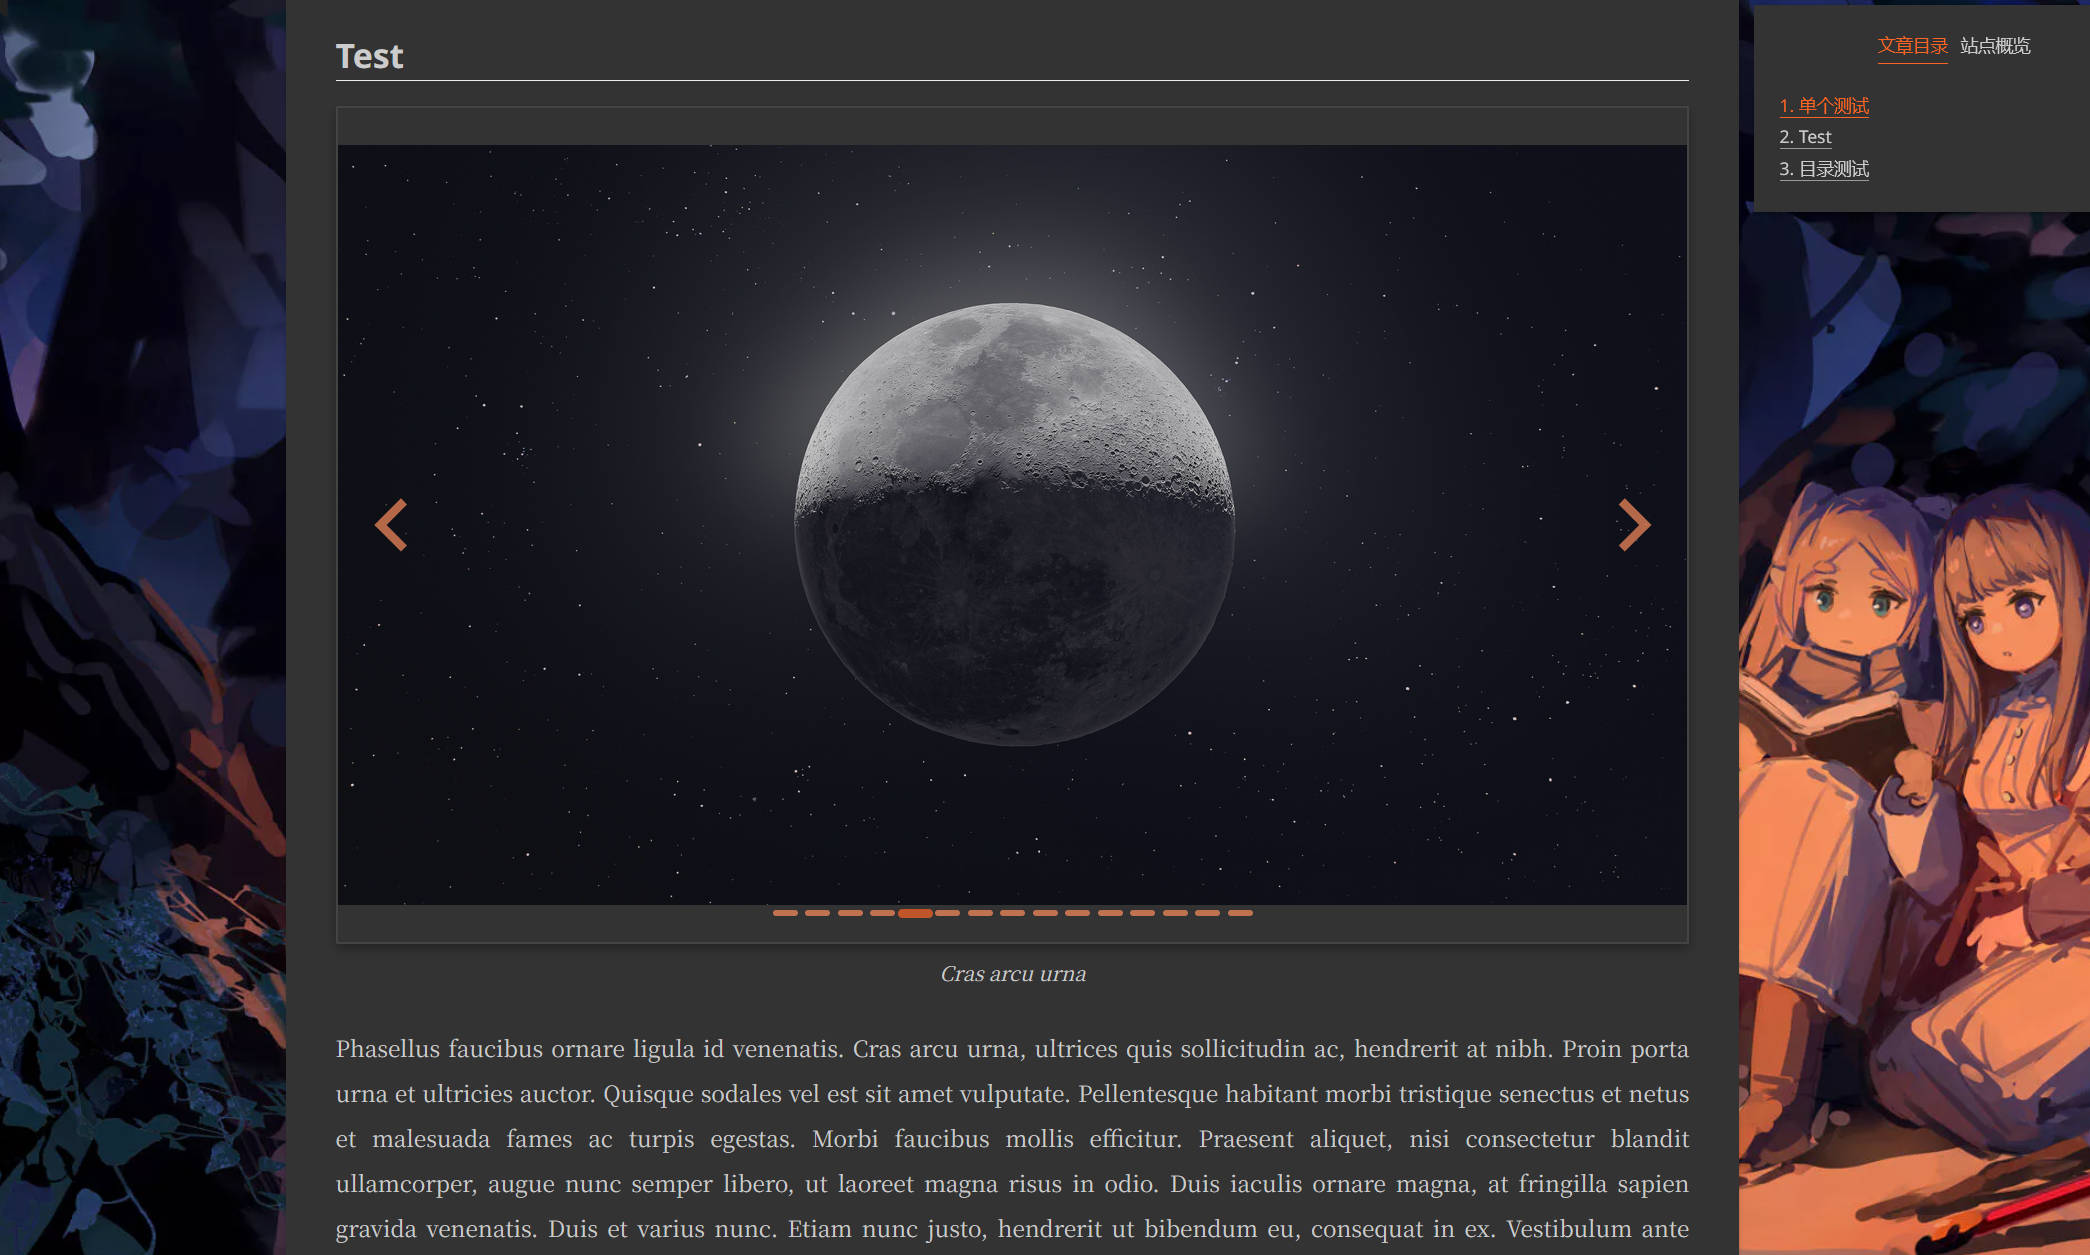 Test
文章目录 站点概览
1. 单个测试
2. Test
3. 目录测试
Cras arcu urna
Phasellus faucibus ornare ligula id venenatis. Cras arcu urna, ultrices quis sollicitudin ac, hendrerit at nibh. Proin porta
urna et ultricies auctor. Quisque sodales vel est sit amet vulputate. Pellentesque habitant morbi tristique senectus et netus
et malesuada fames ac turpis egestas. Morbi faucibus mollis efficitur. Praesent aliquet, nisi consectetur blandit
ullamcorper, augue nunc semper libero, ut laoreet magna risus in odio. Duis iaculis ornare magna, at fringilla sapien
gravida venenatis. Duis et varius nunc. Etiam nunc justo, hendrerit ut bibendum eu, consequat in ex. Vestibulum ante